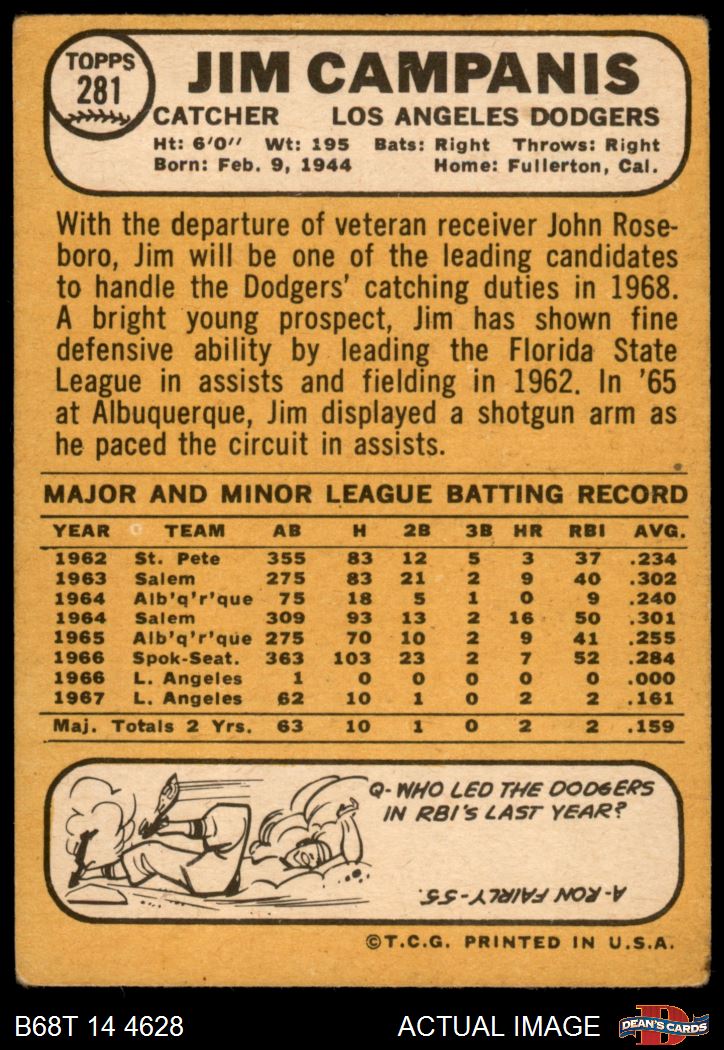 TOPPS
281
JIM CAMPANIS
CATCHER LOS ANGELES DODGERS
Ht: 6'0" Wt: 195 Bats: Right Throws: Right
Born: Feb. 9, 1944 Home: Fullerton, Cal.
With the departure of veteran receiver John Rose-
boro, Jim will be one of the leading candidates
to handle the Dodgers' catching duties in 1968.
A bright young prospect, Jim has shown fine
defensive ability by leading the Florida State
League in assists and fielding in 1962. In '65
at Albuquerque, Jim displayed a shotgun arm as
he paced the circuit in assists.
MAJOR AND MINOR LEAGUE BATTING RECORD
YEAR TEAM AB H 2B 3B HR RBI AVG.
1962 St. Pete 355 83 12 5 3 37 .234
1963 Salem 275 83 21 2 9 40 .302
1964 Alb'q'r'que 75 18 5 1 0 9 .240
1964 Salem 309 93 13 2 16 50 .301
1965 Alb'q'r'que 275 70 10 2 9 41 .255
1966 Spok-Seat. 363 103 23 2 7 52 .284
1966 L. Angeles 1 0 0 0 0 0 .000
1967 L. Angeles 62 10 1 0 2 2 .161
Maj. Totals 2 Yrs. 63 10 1 0 2 2 .159
Q-WHO LED THE DODGERS
IN RBI'S LAST YEAR?
A-RON FAIRLY-55.
©T.C.G. PRINTED IN U.S.A.
B68T 14 4628 ACTUAL IMAGE DEAN'S CARDS